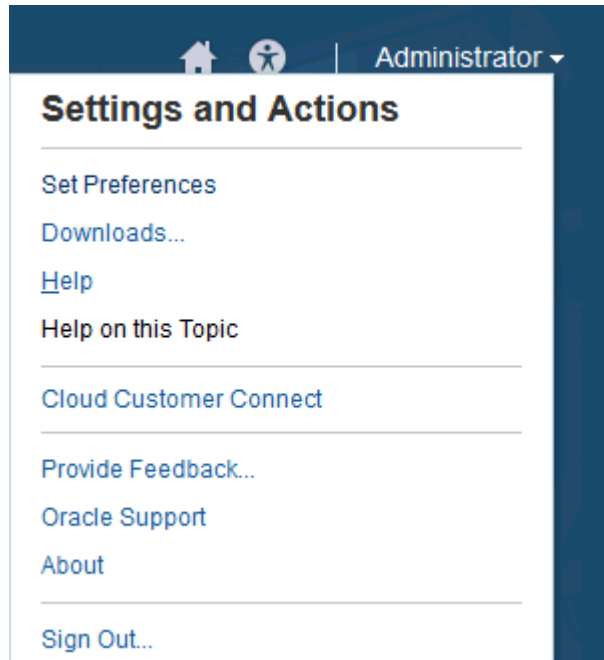 Administrator
Settings and Actions
Set Preferences
Downloads...
Help
Help on this Topic
Cloud Customer Connect
Provide Feedback...
Oracle Support
About
Sign Out...